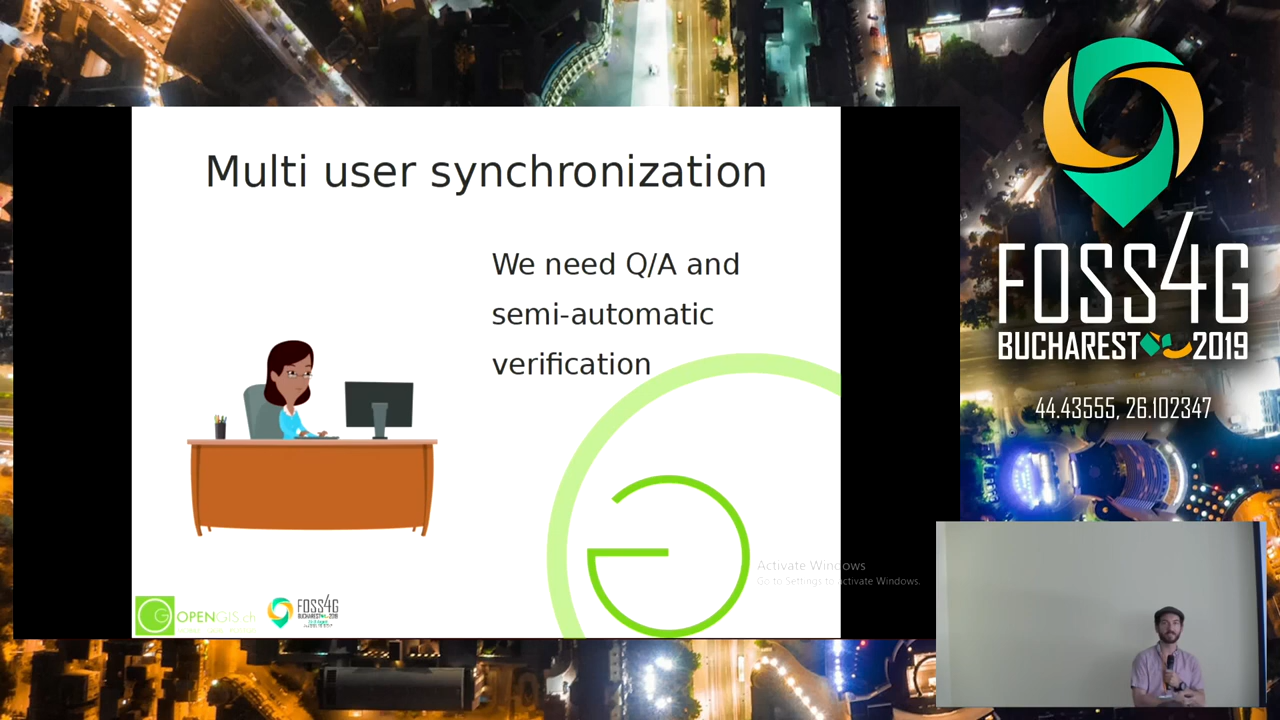 Multi user synchronization
We need Q/A and
semi-automatic
verification
Activate Windows
Go to Settings to activate Windows.
OPENGIS.ch
FOSS4G
BUCHAREST 2019
FOSS4G
BUCHAREST 2019
44.43555, 26.102347